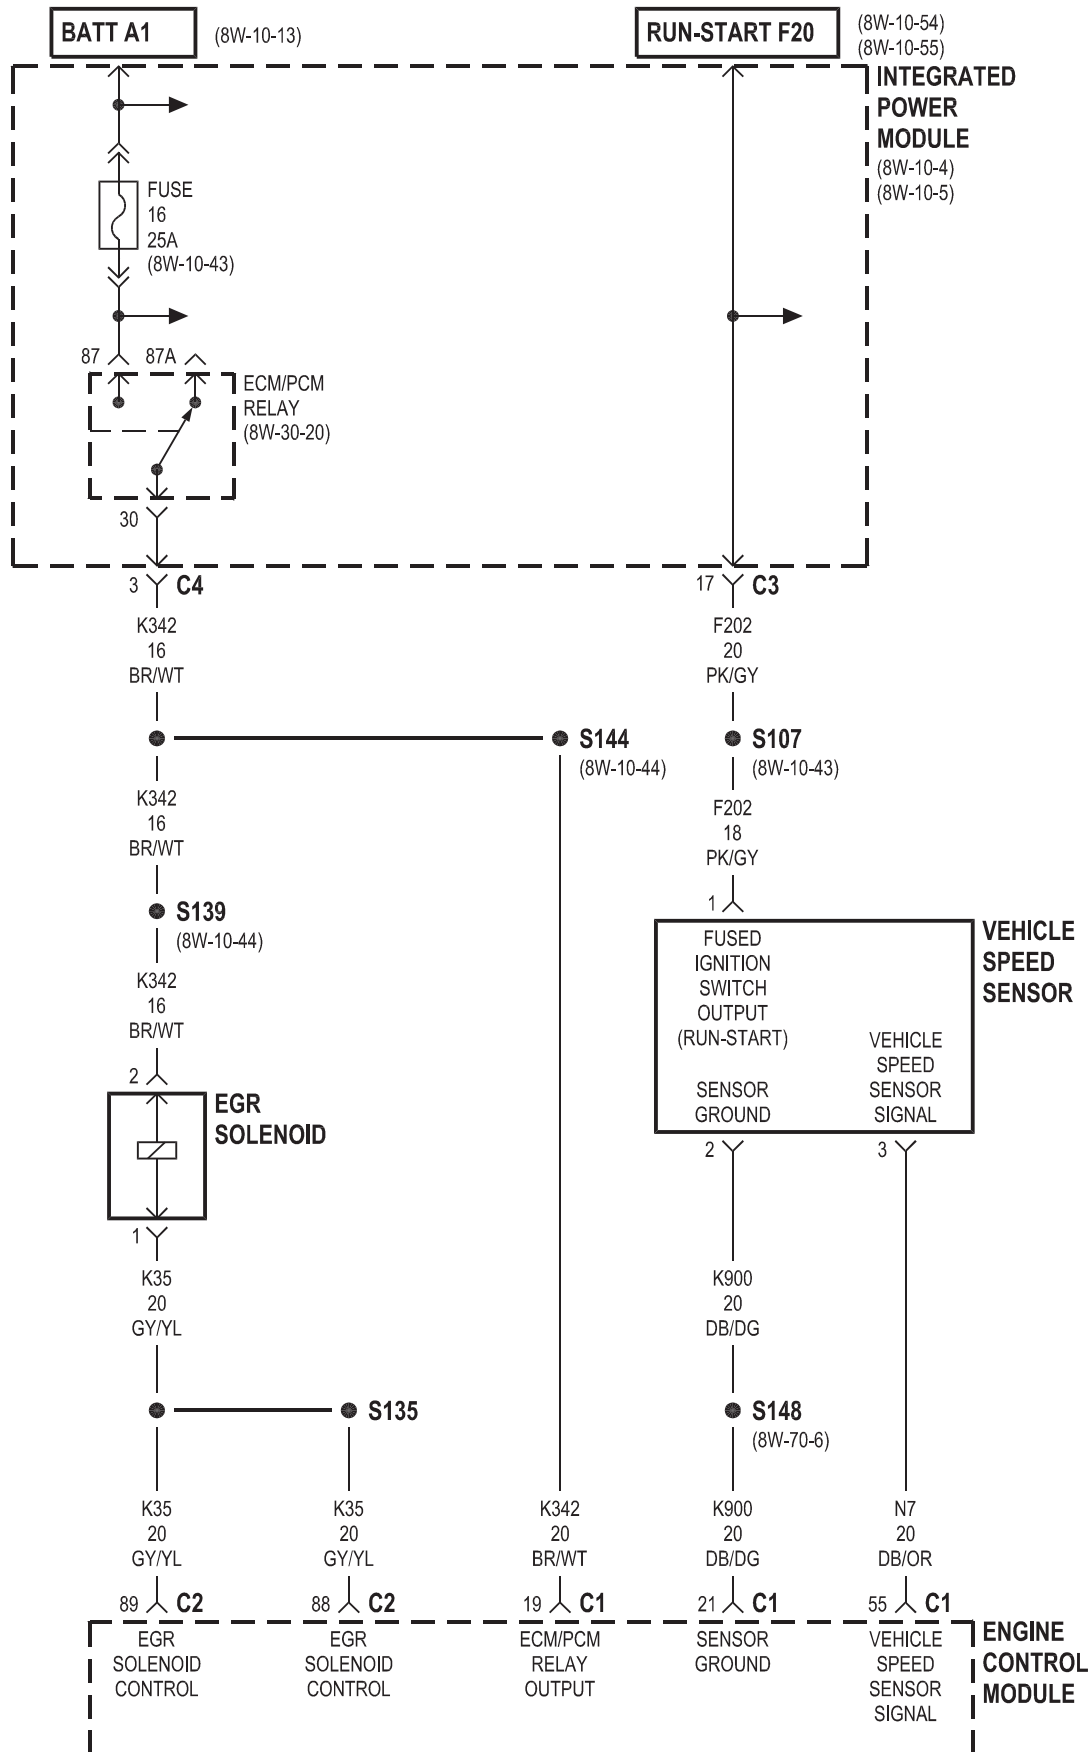 BATT A1
(8W-10-13)
RUN-START F20
(8W-10-54)
(8W-10-55)
INTEGRATED
POWER
MODULE
(8W-10-4)
(8W-10-5)
FUSE
16
25A
(8W-10-43)
87
87A
ECM/PCM
RELAY
(8W-30-20)
30
3
C4
17
C3
K342
16
BR/WT
F202
20
PK/GY
S144
(8W-10-44)
S107
(8W-10-43)
K342
16
BR/WT
F202
18
PK/GY
S139
(8W-10-44)
K342
16
BR/WT
1
VEHICLE
SPEED
SENSOR
FUSED
IGNITION
SWITCH
OUTPUT
(RUN-START)
SENSOR
GROUND
VEHICLE
SPEED
SENSOR
SIGNAL
2
EGR
SOLENOID
2
3
1
K35
20
GY/YL
K900
20
DB/DG
S135
S148
(8W-70-6)
K35
20
GY/YL
K35
20
GY/YL
K342
20
BR/WT
K900
20
DB/DG
N7
20
DB/OR
89
C2
88
C2
19
C1
21
C1
55
C1
EGR
SOLENOID
CONTROL
EGR
SOLENOID
CONTROL
ECM/PCM
RELAY
OUTPUT
SENSOR
GROUND
VEHICLE
SPEED
SENSOR
SIGNAL
ENGINE
CONTROL
MODULE